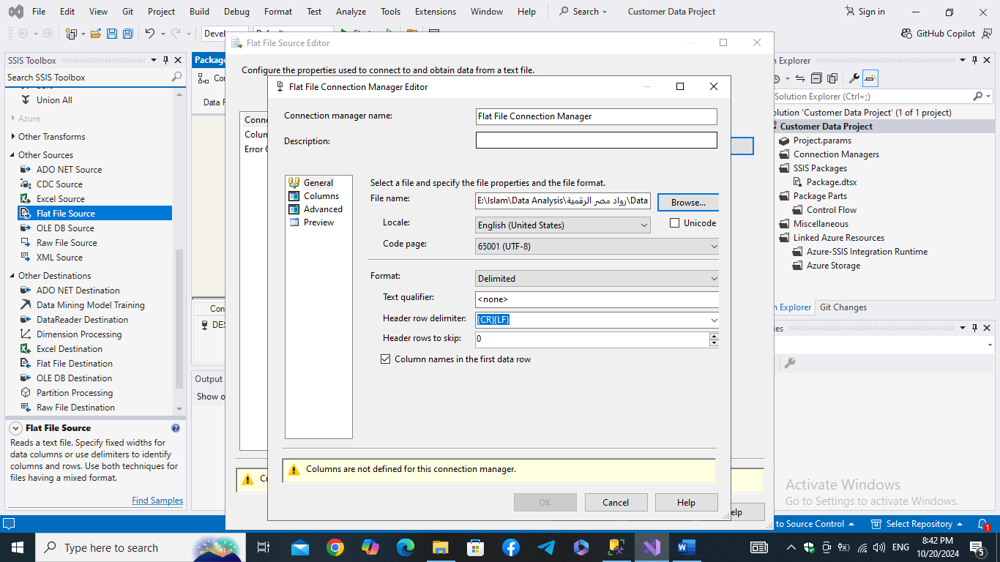 File Edit View Git Project Build Debug Format Test Analyze Tools Extensions Window Help Search Customer Data Project Sign in
GitHub Copilot
SSIS Toolbox
Search SSIS Toolbox
Union All
Azure
Other Transforms
Other Sources
ADO NET Source
CDC Source
Excel Source
Flat File Source
OLE DB Source
Raw File Source
XML Source
Other Destinations
ADO NET Destination
Data Mining Model Training
DataReader Destination
Dimension Processing
Excel Destination
Flat File Destination
OLE DB Destination
Partition Processing
Raw File Destination
Flat File Source
Reads a text file. Specify fixed widths for
data columns or use delimiters to identify
columns and rows. Use both techniques for
files having a mixed format.
Find Samples
Develo
Package
Con
Data F
Con
DES
Output
Show o
Flat File Source Editor
Configure the properties used to connect to and obtain data from a text file.
Conne
Colum
Error O
Flat File Connection Manager Editor
Connection manager name: Flat File Connection Manager
Description:
General
Columns
Advanced
Preview
Select a file and specify the file properties and the file format.
File name: E:\Islam\Data Analysis\رواد مصر الرقمية\Data Browse...
Locale: English (United States) Unicode
Code page: 65001 (UTF-8)
Format: Delimited
Text qualifier: <none>
Header row delimiter: {CR}{LF}
Header rows to skip: 0
Column names in the first data row
Columns are not defined for this connection manager.
OK Cancel Help
Cr
elp
n Explorer
Solution Explorer (Ctrl+;)
olution 'Customer Data Project' (1 of 1 project)
Customer Data Project
Project.params
Connection Managers
SSIS Packages
Package.dtsx
Package Parts
Control Flow
Miscellaneous
Linked Azure Resources
Azure-SSIS Integration Runtime
Azure Storage
n Explorer Git Changes
ies
Activate Windows
Go to Settings to activate Windows.
to Source Control Select Repository 1
Type here to search
ENG
8:42 PM
10/20/2024
5